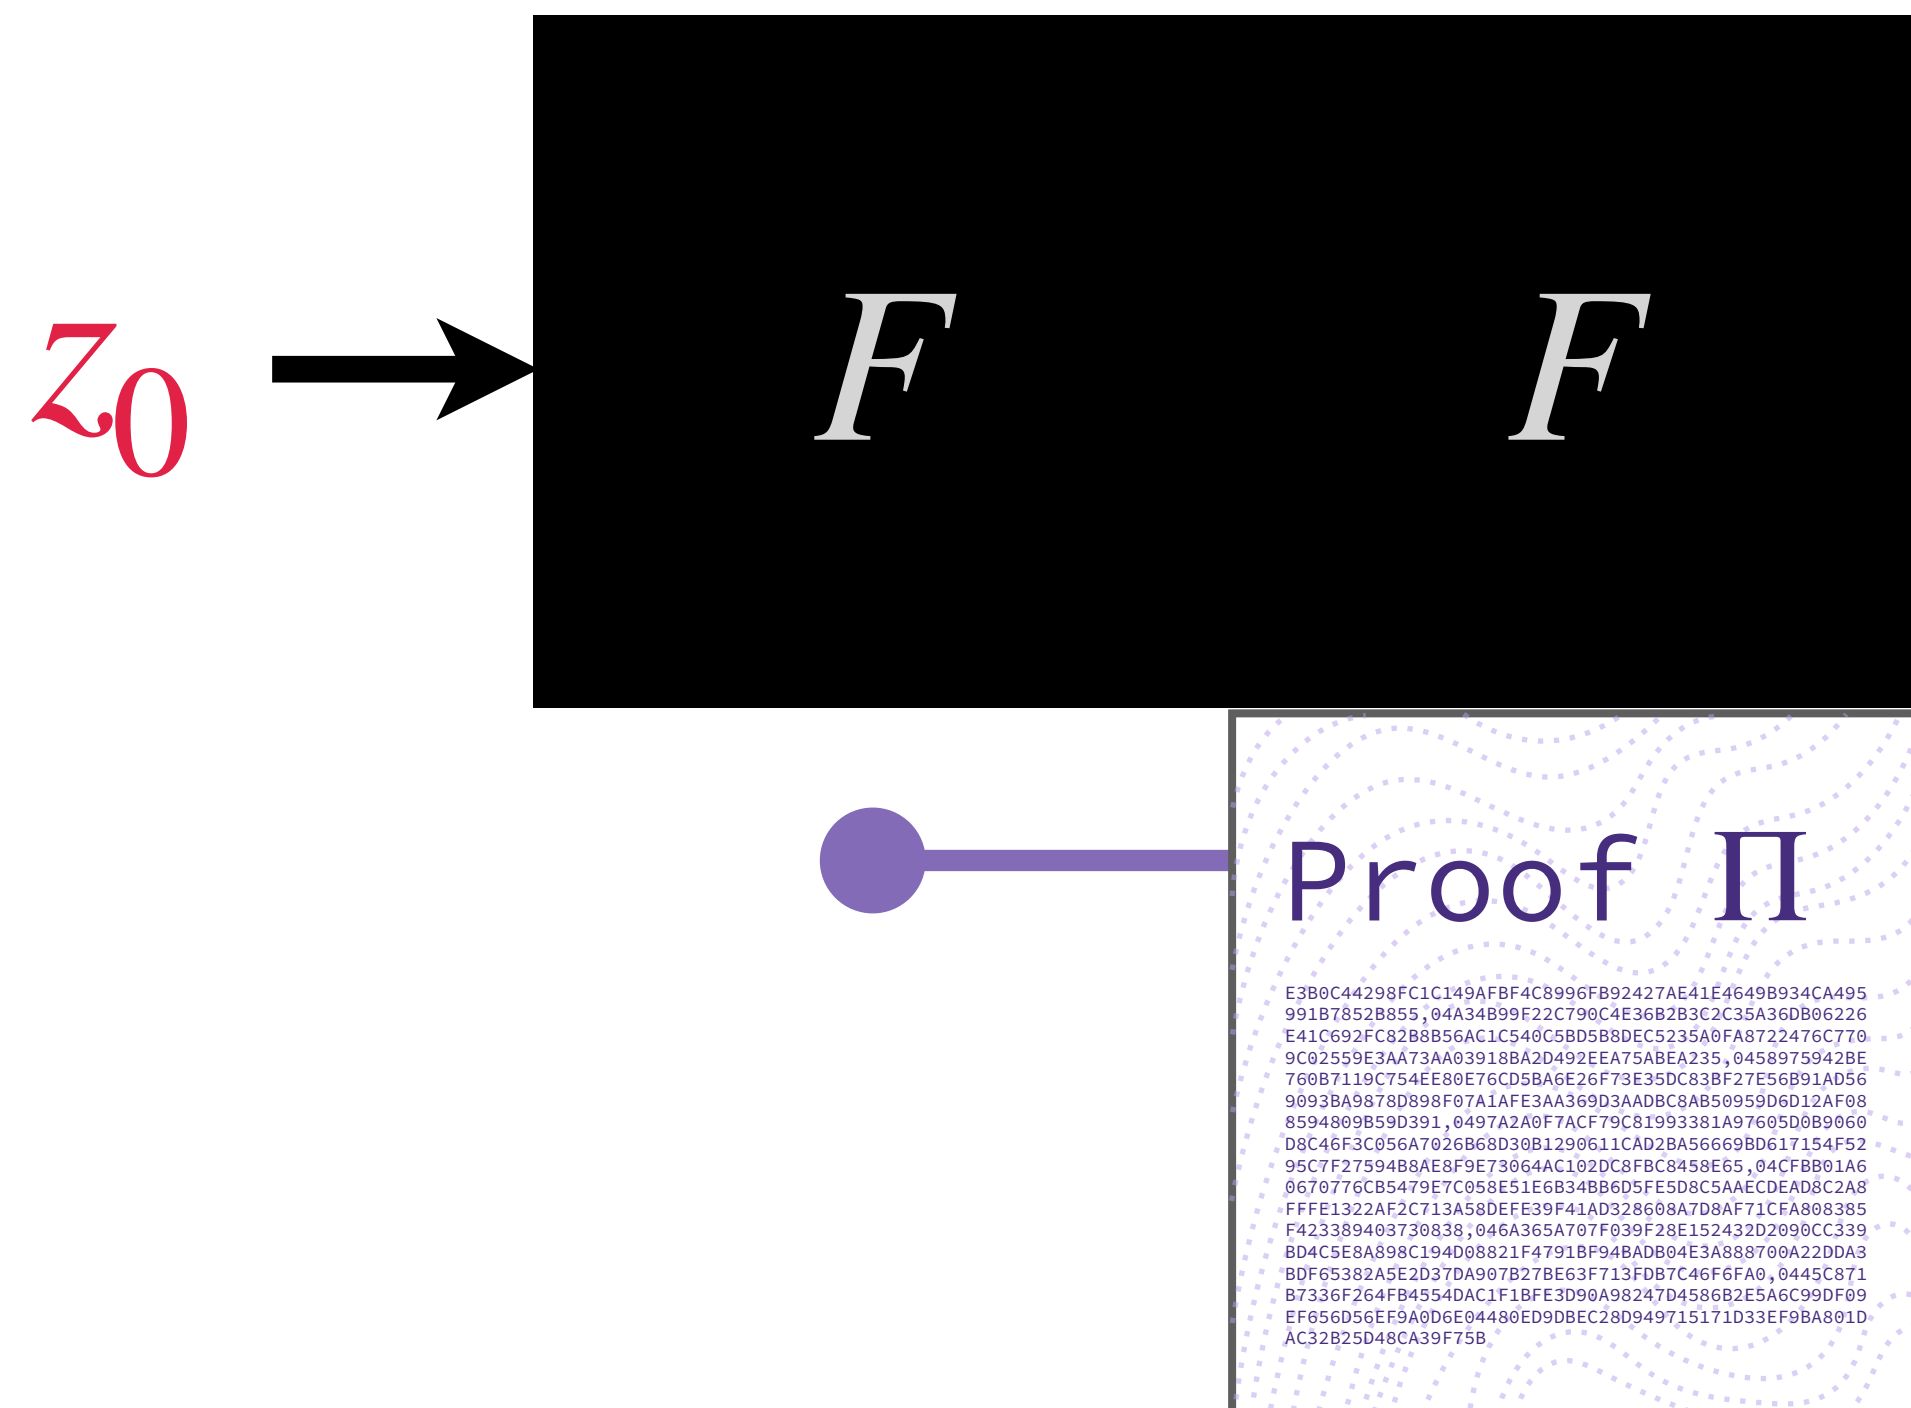 z0
F F
Proof Π
E3B0C44298FC1C149AFBF4C8996FB92427AE41E4649B934CA495
991B7852B855,04A34B99F22C790C4E36B2B3C2C35A36DB06226
E41C692FC82B8B56AC1C540C5BD5B8DEC5235A0FA8722476C770
9C02559E3AA73AA03918BA2D492EEA75ABEA235,0458975942BE
760B7119C754EE80E76CD5BA6E26F73E35DC83BF27E56B91AD56
9093BA9878D898F07A1AFE3AA369D3AADBC8AB50959D6D12AF08
8594809B59D391,0497A2A0F7ACF79C81993381A97605D0B9060
D8C46F3C056A7026B68D30B1290611CAD2BA56669BD617154F52
95C7F27594B8AE8F9E73064AC102DC8FBC8458E65,04CFBB01A6
0670776CB5479E7C058E51E6B34BB6D5FE5D8C5AAECDEAD8C2A8
FFFE1322AF2C713A58DEFE39F41AD328608A7D8AF71CFA808385
F423389403730838,046A365A707F039F28E152432D2090CC339
BD4C5E8A898C194D08821F4791BF94BADB04E3A888700A22DDA3
BDF65382A5E2D37DA907B27BE63F713FDB7C46F6FA0,0445C871
B7336F264FB4554DAC1F1BFE3D90A98247D4586B2E5A6C99DF09
EF656D56EF9A0D6E04480ED9DBEC28D949715171D33EF9BA801D
AC32B25D48CA39F75B